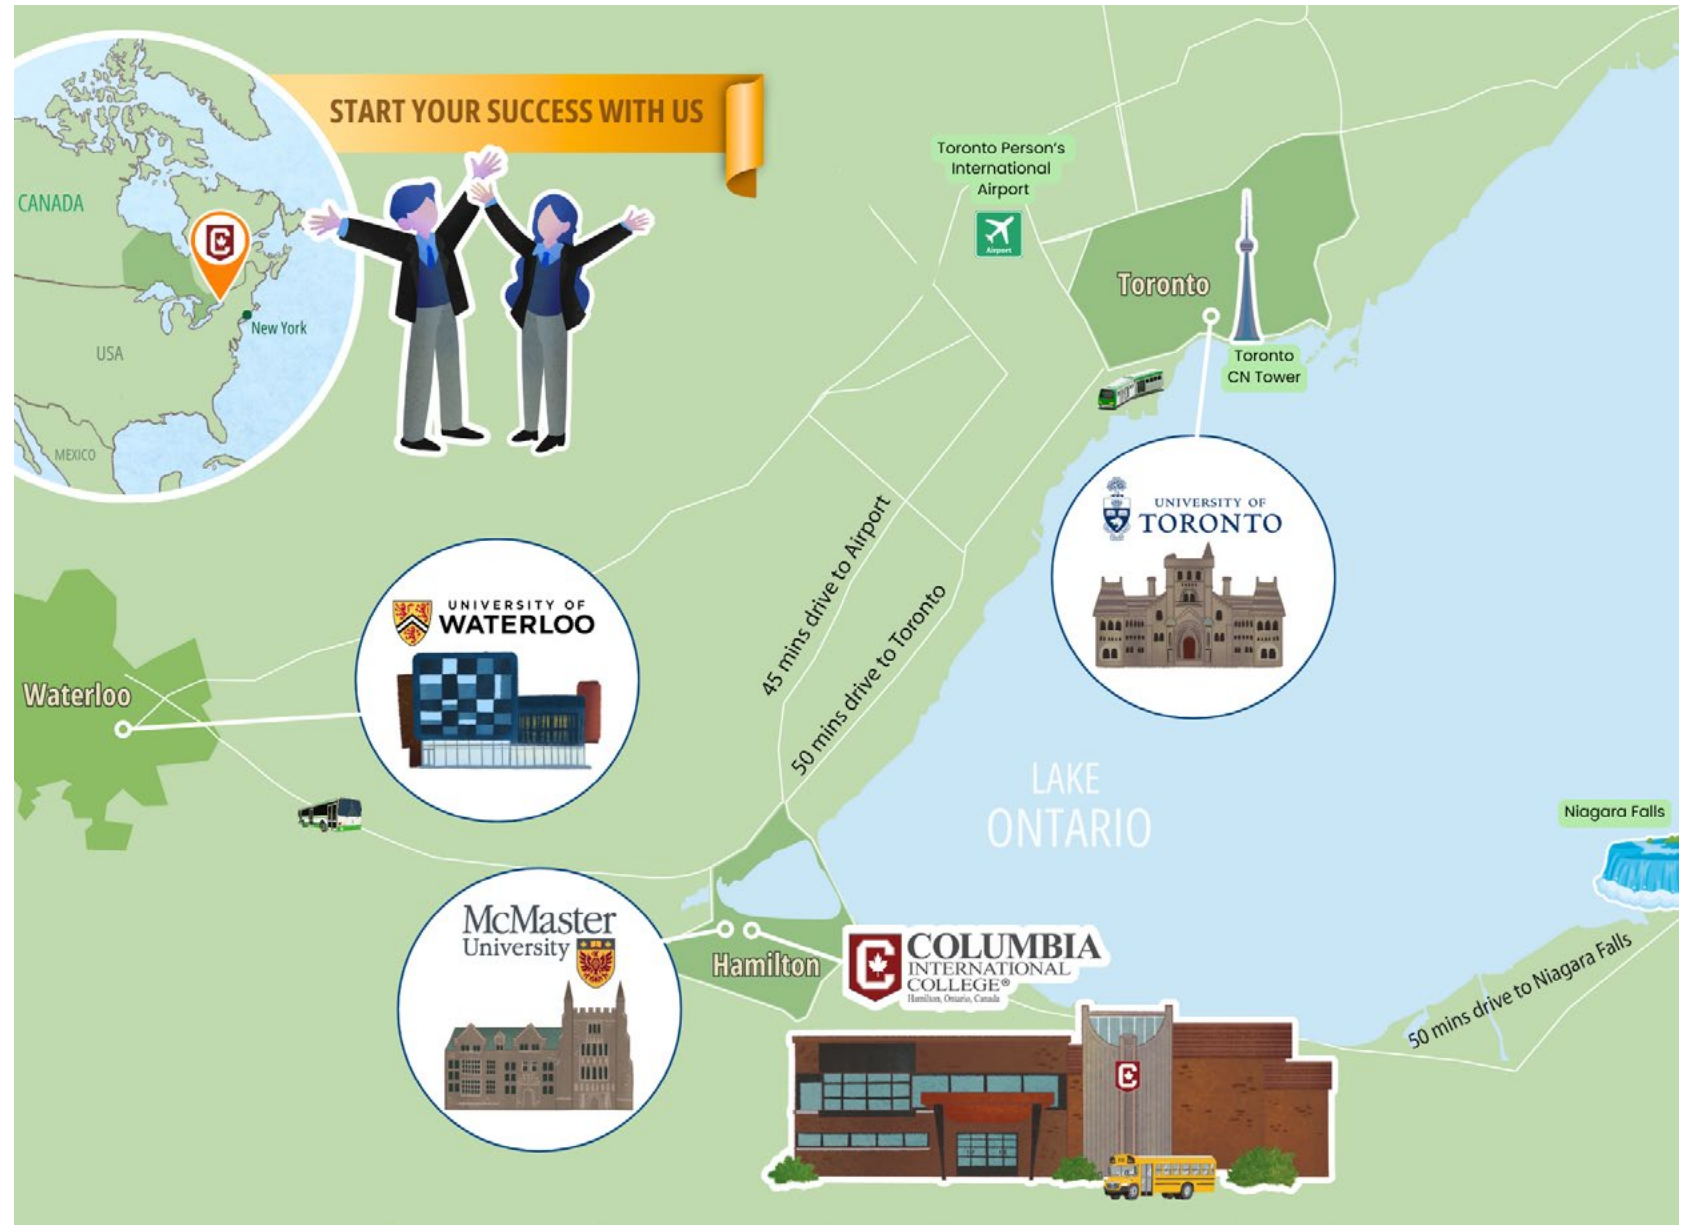 START YOUR SUCCESS WITH US
CANADA
New York
USA
MEXICO
Toronto Person's
International
Airport
Airport
Toronto
Toronto
CN Tower
UNIVERSITY OF
TORONTO
45 mins drive to Airport
50 mins drive to Toronto
UNIVERSITY OF
WATERLOO
Waterloo
LAKE
ONTARIO
Niagara Falls
McMaster
University
Hamilton
COLUMBIA
INTERNATIONAL
COLLEGE®
Hamilton, Ontario, Canada
50 mins drive to Niagara Falls